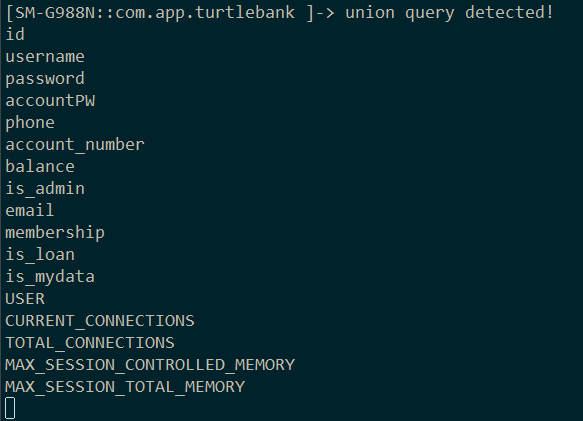 [SM-G988N::com.app.turtlebank ]-> union query detected!
id
username
password
accountPW
phone
account_number
balance
is_admin
email
membership
is_loan
is_mydata
USER
CURRENT_CONNECTIONS
TOTAL_CONNECTIONS
MAX_SESSION_CONTROLLED_MEMORY
MAX_SESSION_TOTAL_MEMORY